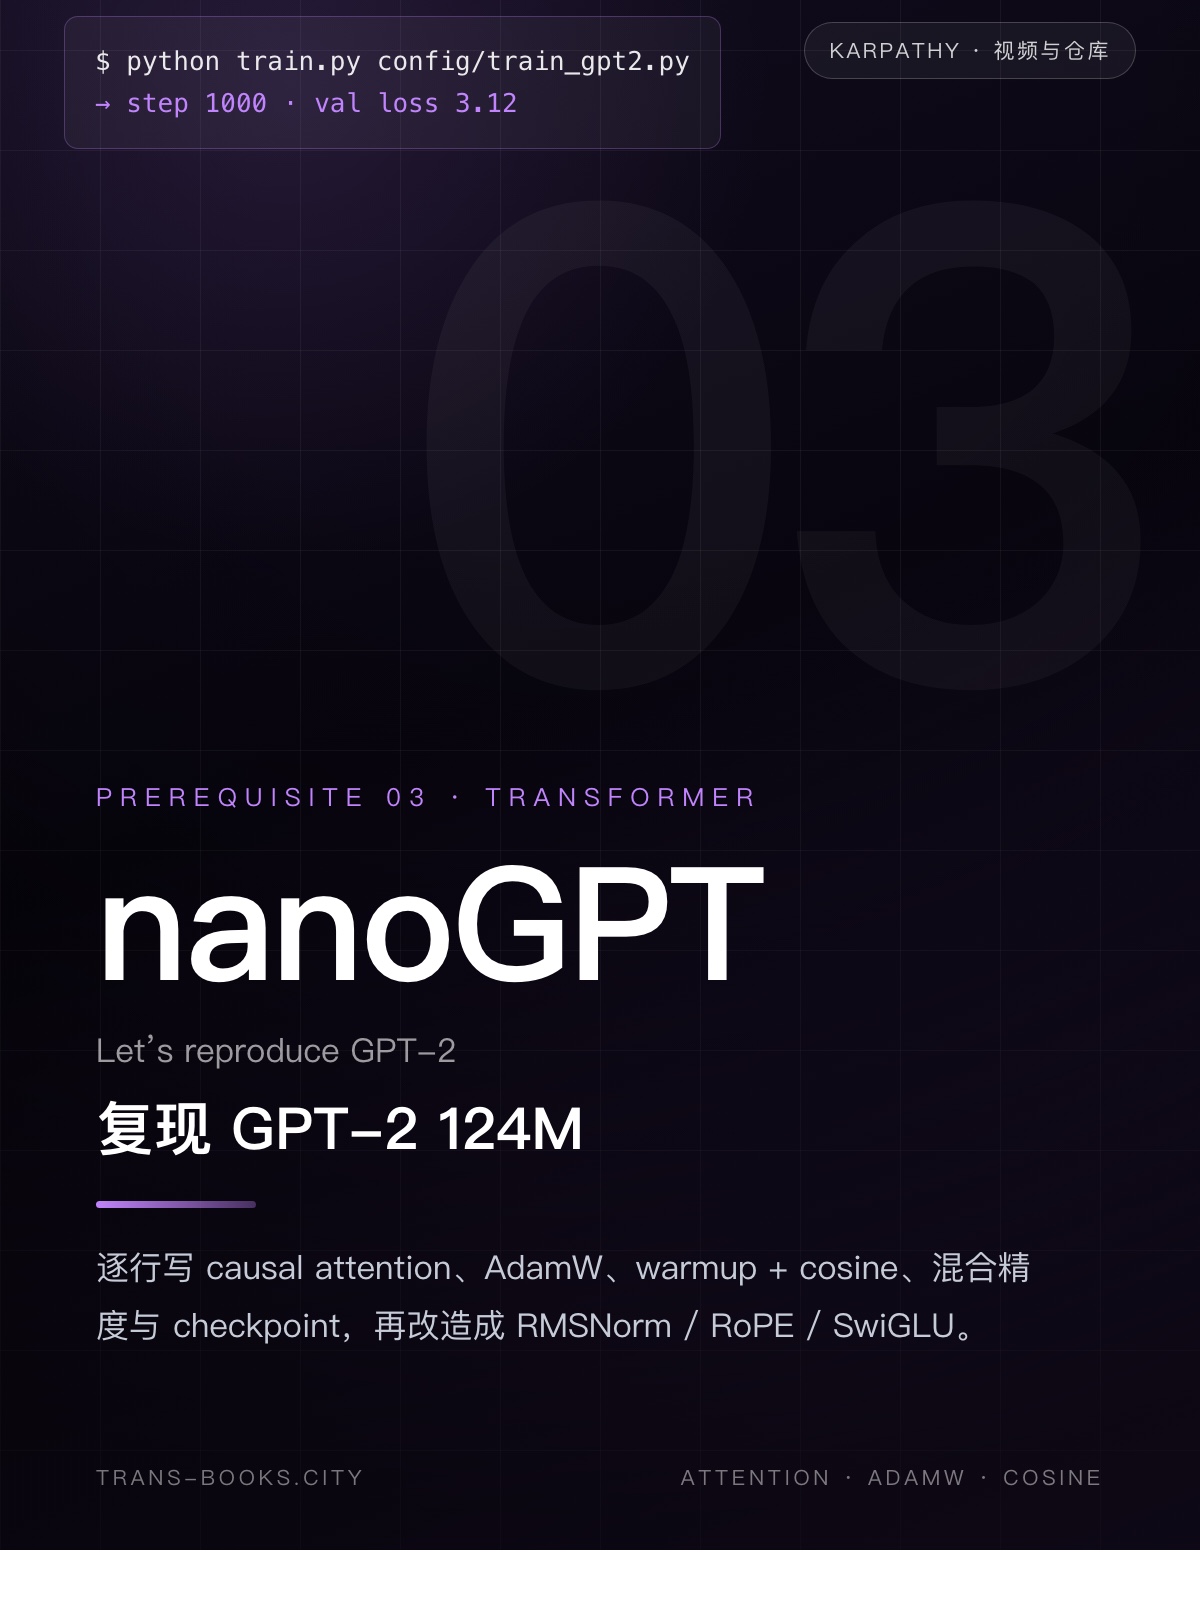 $ python train.py config/train_gpt2.py
→ step 1000 · val loss 3.12
KARPATHY · 视频与仓库
03
PREREQUISITE 03 · TRANSFORMER
nanoGPT
Let’s reproduce GPT-2
复现 GPT-2 124M
逐行写 causal attention、AdamW、warmup + cosine、混合精
度与 checkpoint，再改造成 RMSNorm / RoPE / SwiGLU。
TRANS-BOOKS.CITY
ATTENTION · ADAMW · COSINE